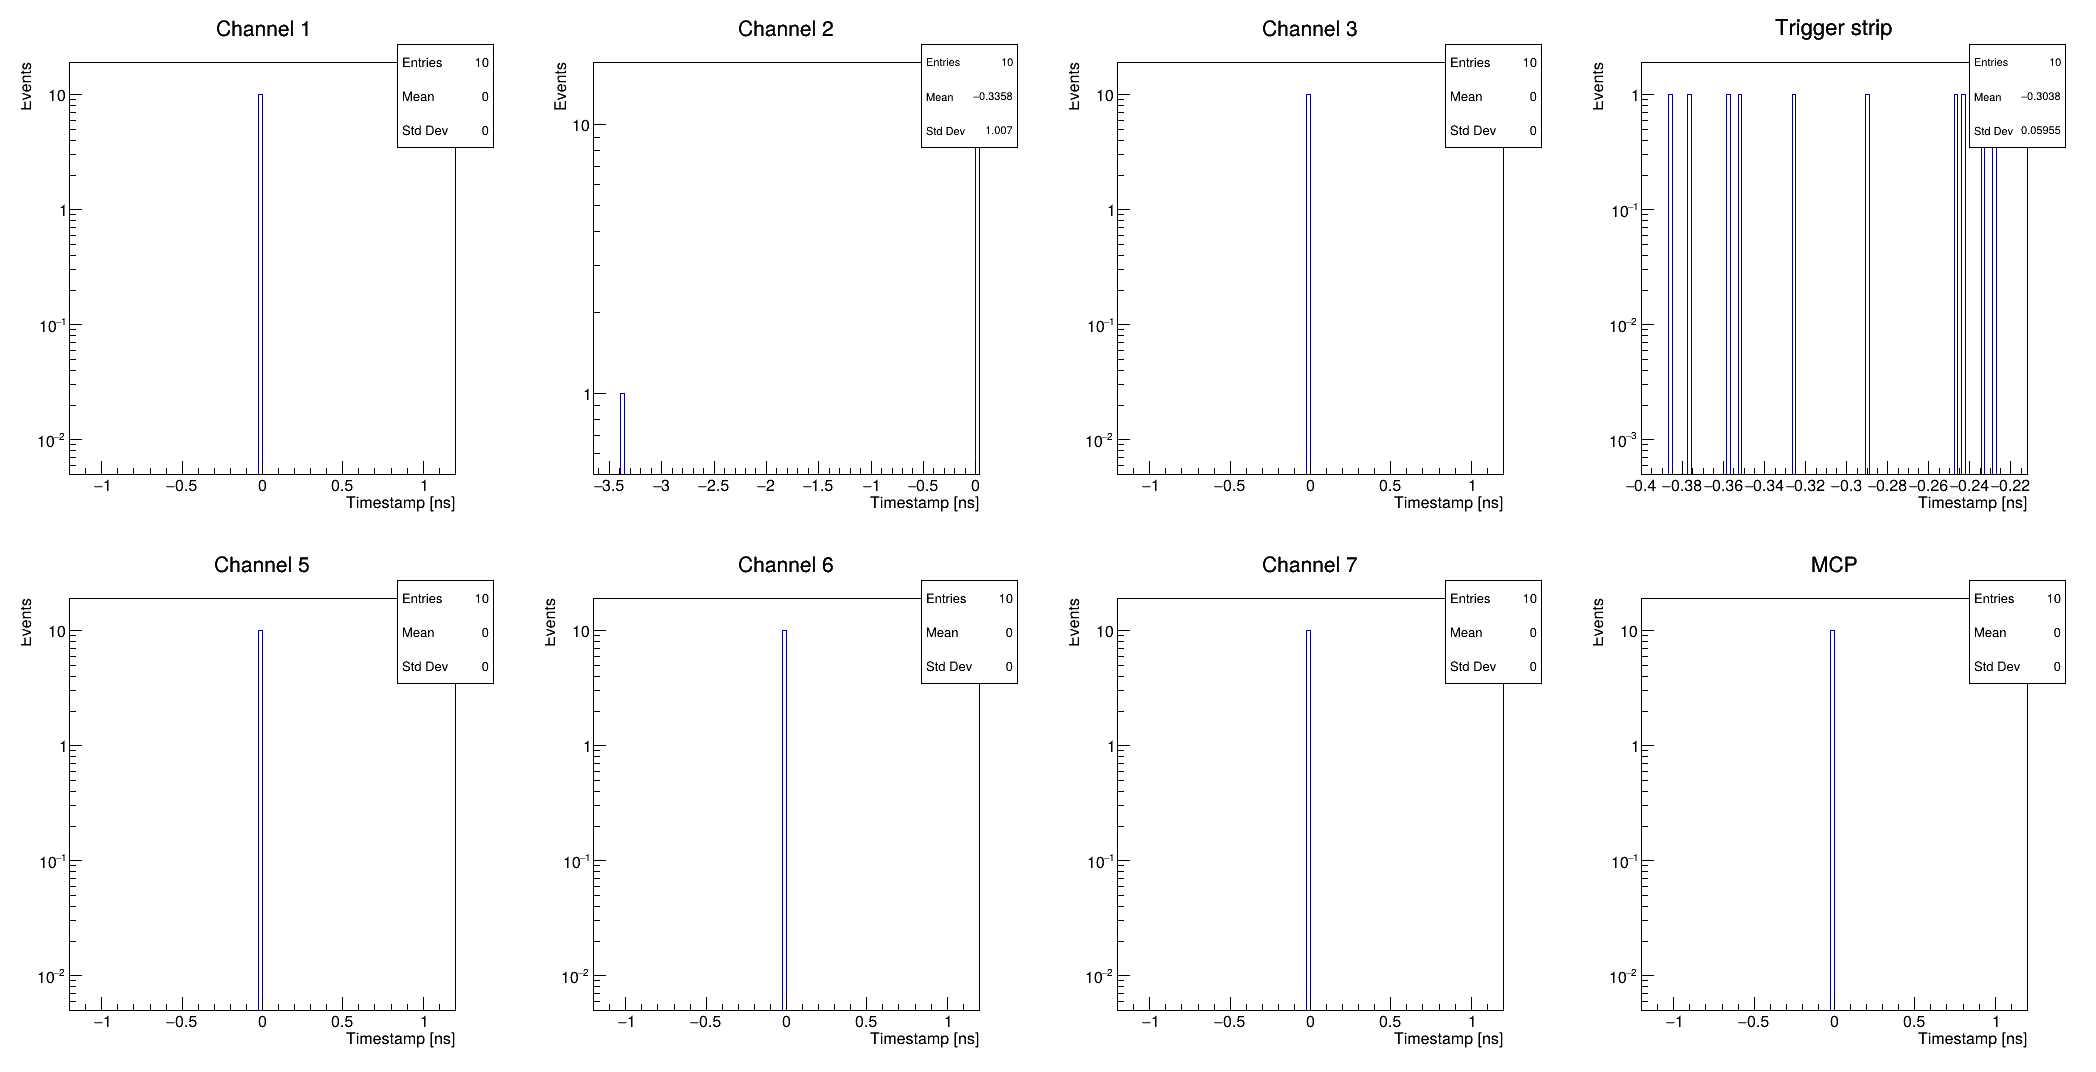 Channel 1
Events
Entries 10
Mean 0
Std Dev 0
10
1
10⁻¹
10⁻²
−1 −0.5 0 0.5 1
Timestamp [ns]
Channel 2
Events
Entries 10
Mean −0.3358
Std Dev 1.007
10
1
−3.5 −3 −2.5 −2 −1.5 −1 −0.5 0
Timestamp [ns]
Channel 3
Events
Entries 10
Mean 0
Std Dev 0
10
1
10⁻¹
10⁻²
−1 −0.5 0 0.5 1
Timestamp [ns]
Trigger strip
Events
Entries 10
Mean −0.3038
Std Dev 0.05955
1
10⁻¹
10⁻²
10⁻³
−0.4 −0.38 −0.36 −0.34 −0.32 −0.3 −0.28 −0.26 −0.24 −0.22
Timestamp [ns]
Channel 5
Events
Entries 10
Mean 0
Std Dev 0
10
1
10⁻¹
10⁻²
−1 −0.5 0 0.5 1
Timestamp [ns]
Channel 6
Events
Entries 10
Mean 0
Std Dev 0
10
1
10⁻¹
10⁻²
−1 −0.5 0 0.5 1
Timestamp [ns]
Channel 7
Events
Entries 10
Mean 0
Std Dev 0
10
1
10⁻¹
10⁻²
−1 −0.5 0 0.5 1
Timestamp [ns]
MCP
Events
Entries 10
Mean 0
Std Dev 0
10
1
10⁻¹
10⁻²
−1 −0.5 0 0.5 1
Timestamp [ns]